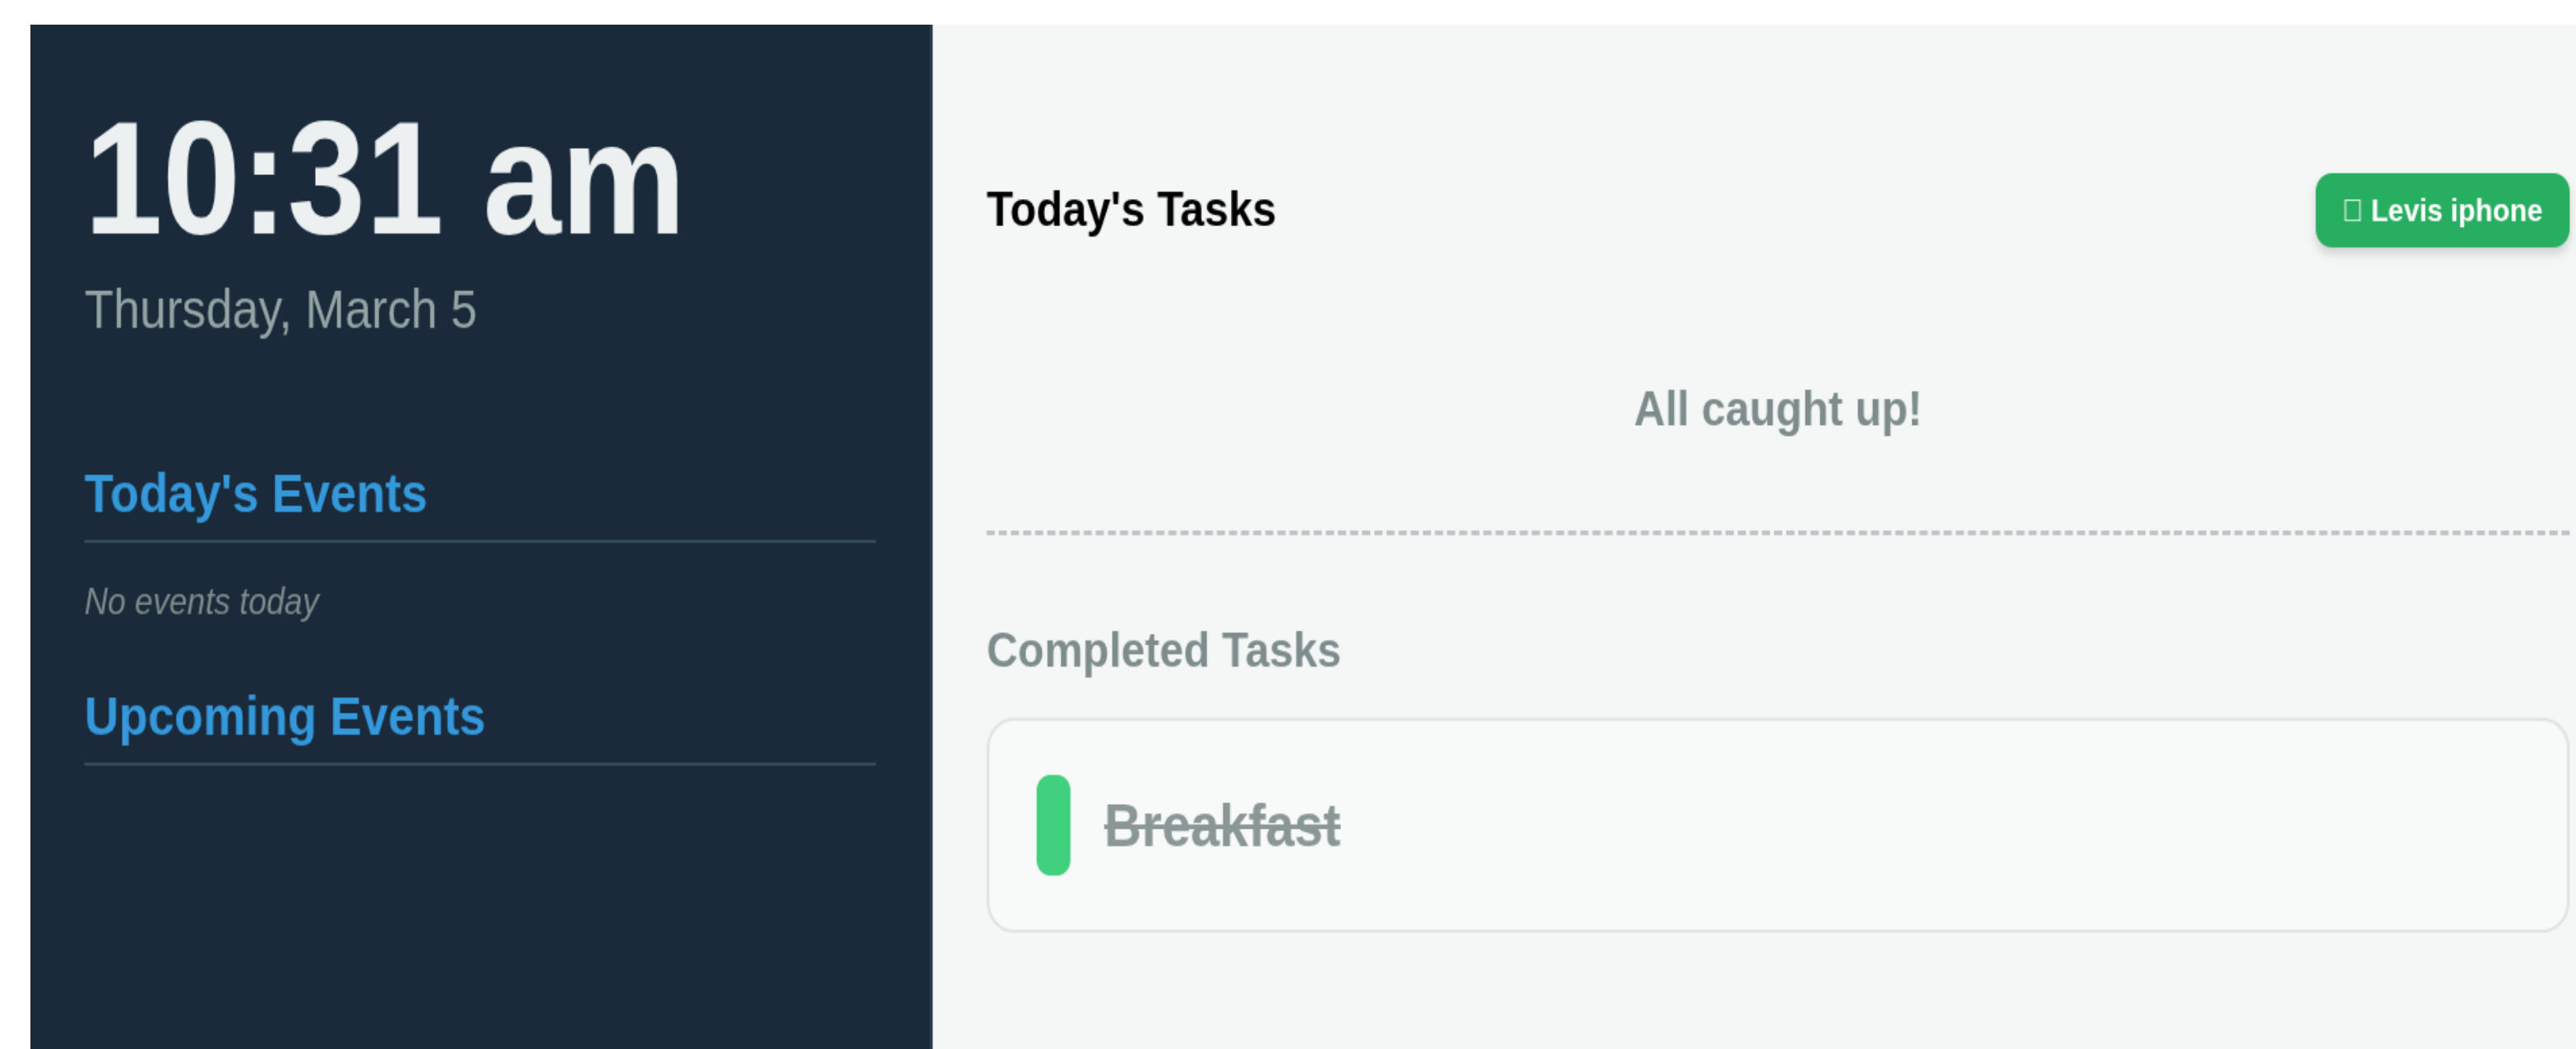 10:31 am
Thursday, March 5
Today's Events
No events today
Upcoming Events
Today's Tasks
Levis iphone
All caught up!
Completed Tasks
Breakfast